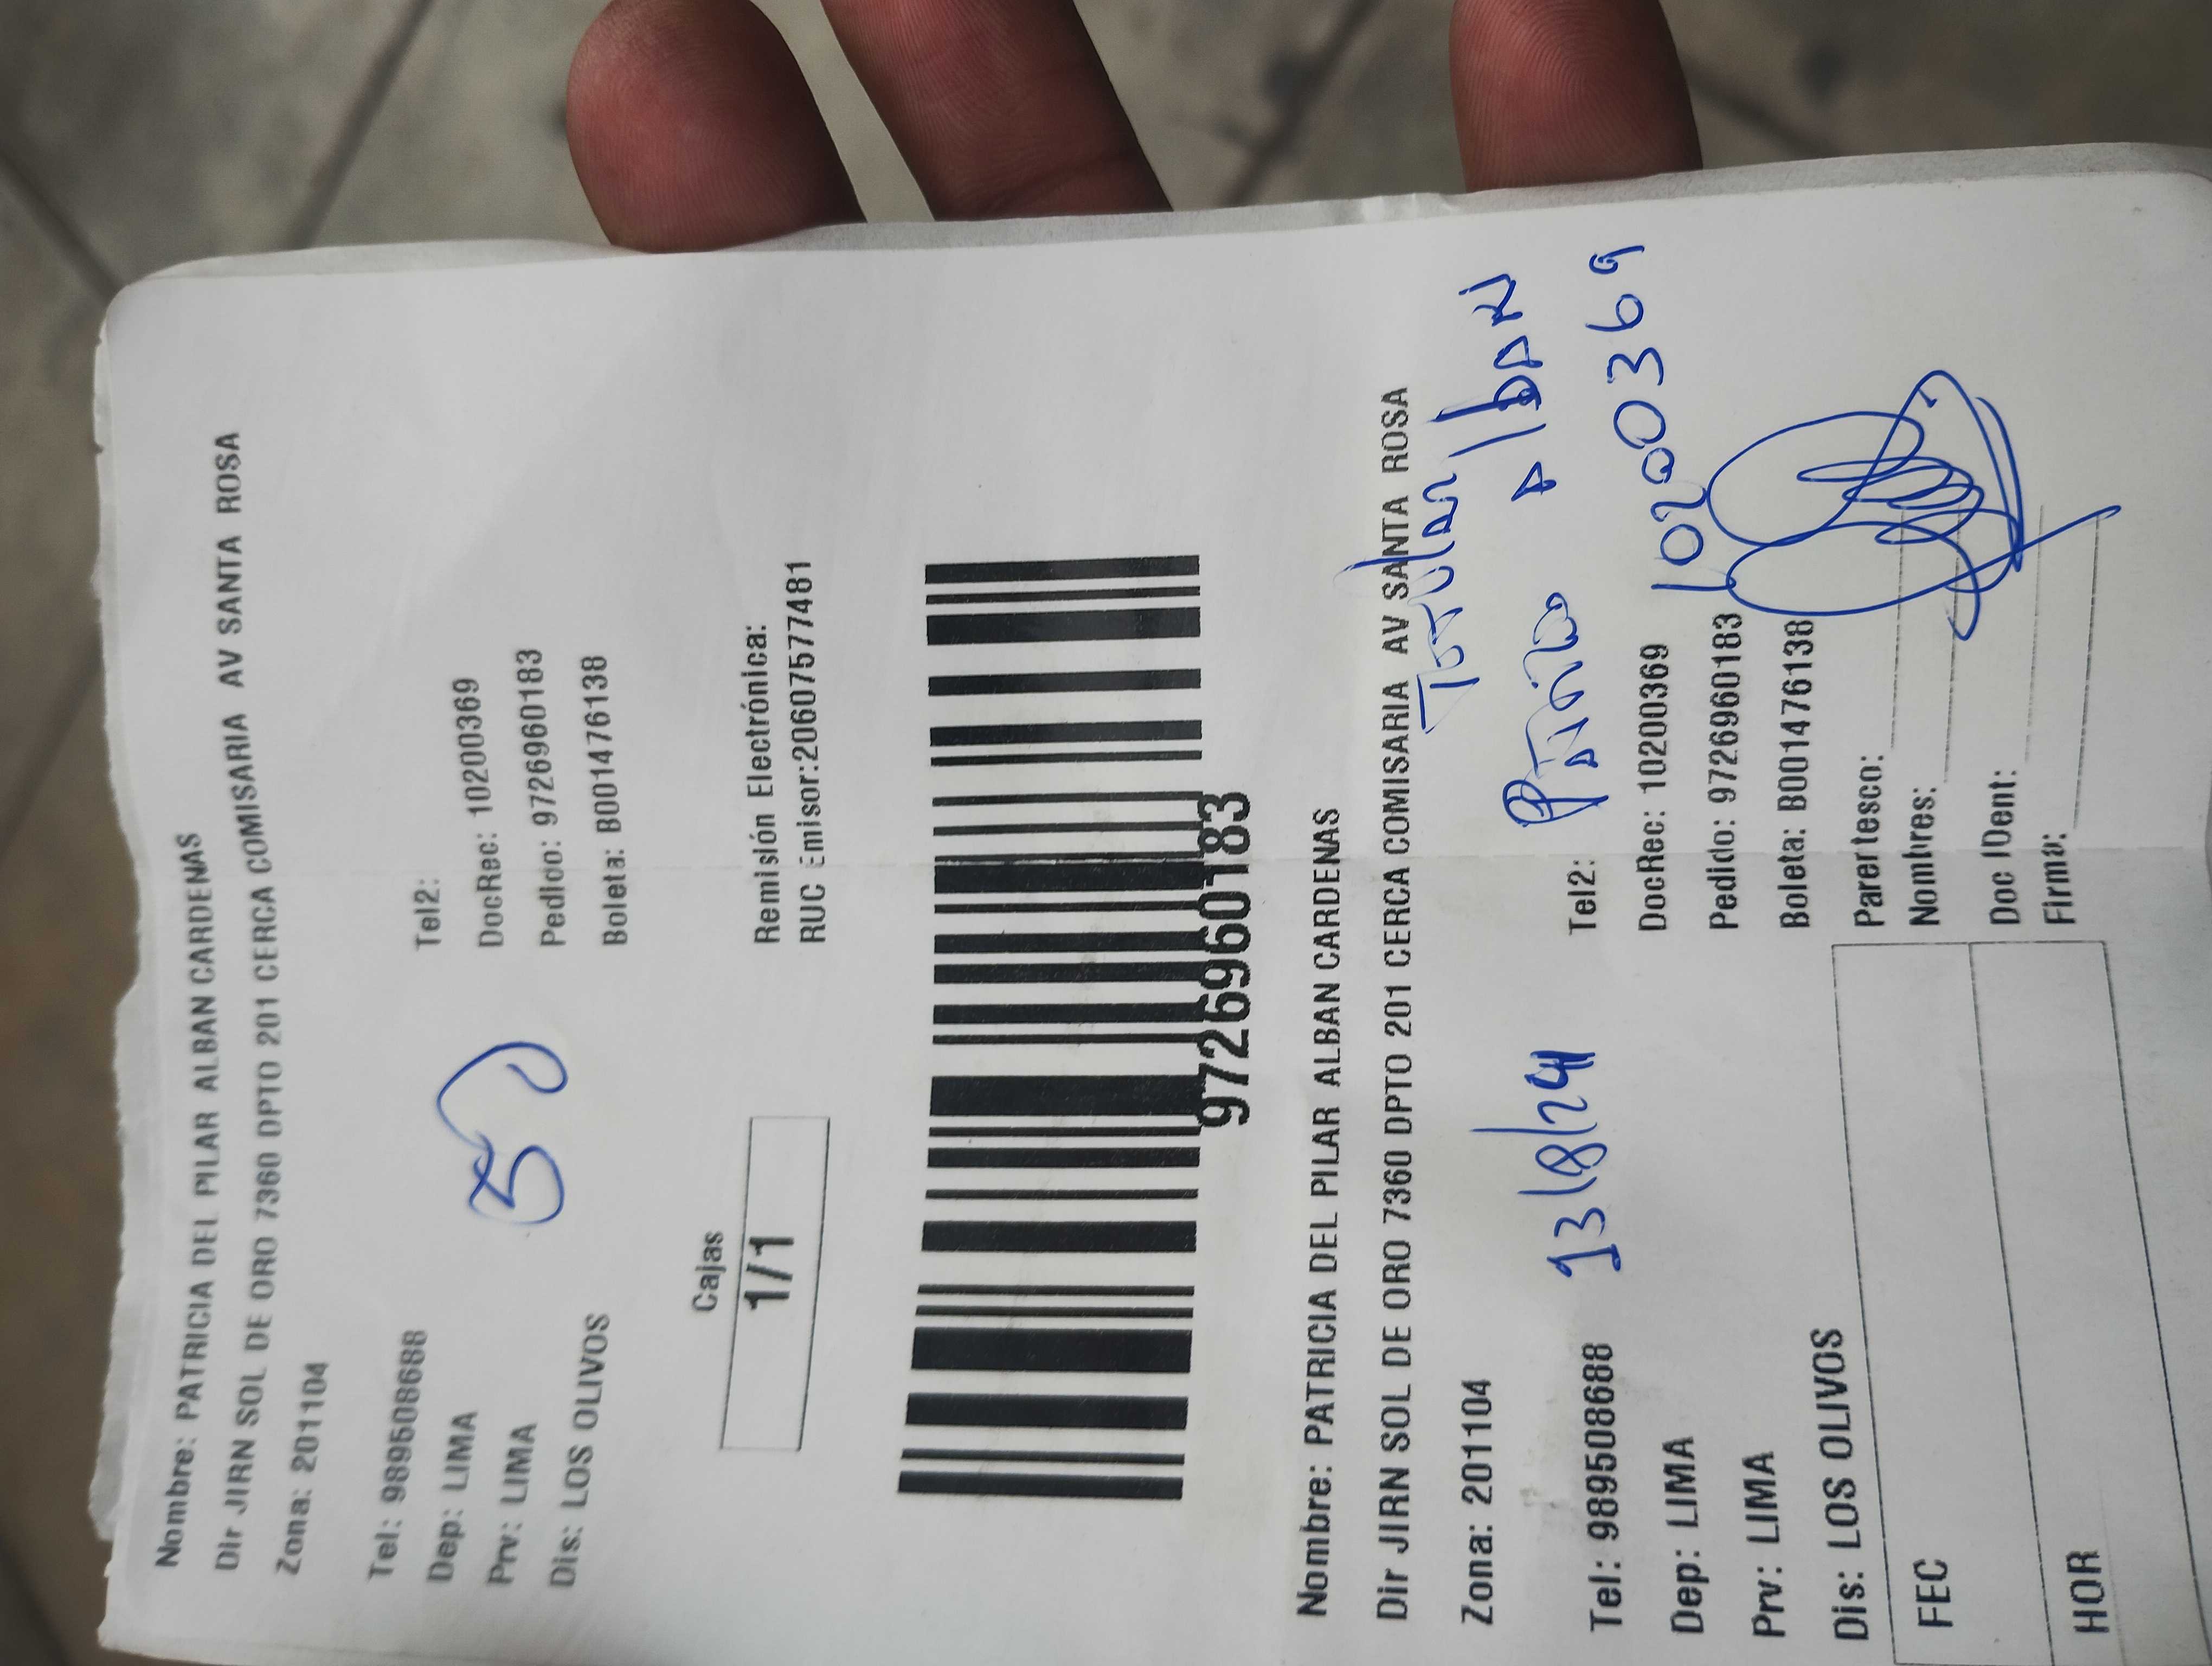 Nombre: PATRICIA DEL PILAR ALBAN CARDENAS
Dir JIRN SOL DE ORO 7360 DPTO 201 CERCA COMISARIA AV SANTA ROSA
Zona: 201104
Tel: 989508688
Tel2:
Dep: LIMA
DocRec: 10200369
Prv: LIMA
Pedido: 9726960183
Dis: LOS OLIVOS
Boleta: B001476138
Cajas
1/1
Remisión Electrónica:
RUC Emisor:20607577481
9726960183
Nombre: PATRICIA DEL PILAR ALBAN CARDENAS
Dir JIRN SOL DE ORO 7360 DPTO 201 CERCA COMISARIA AV SANTA ROSA
Zona: 201104
13/8/24
Titular
Alban
10200369
Tel: 989508688
Tel2:
Dep: LIMA
DocRec: 10200369
Prv: LIMA
Pedido: 9726960183
Dis: LOS OLIVOS
Boleta: B001476138
FEC
Parertesco:
Nombres:
HOR
Doc IDent:
Firma: